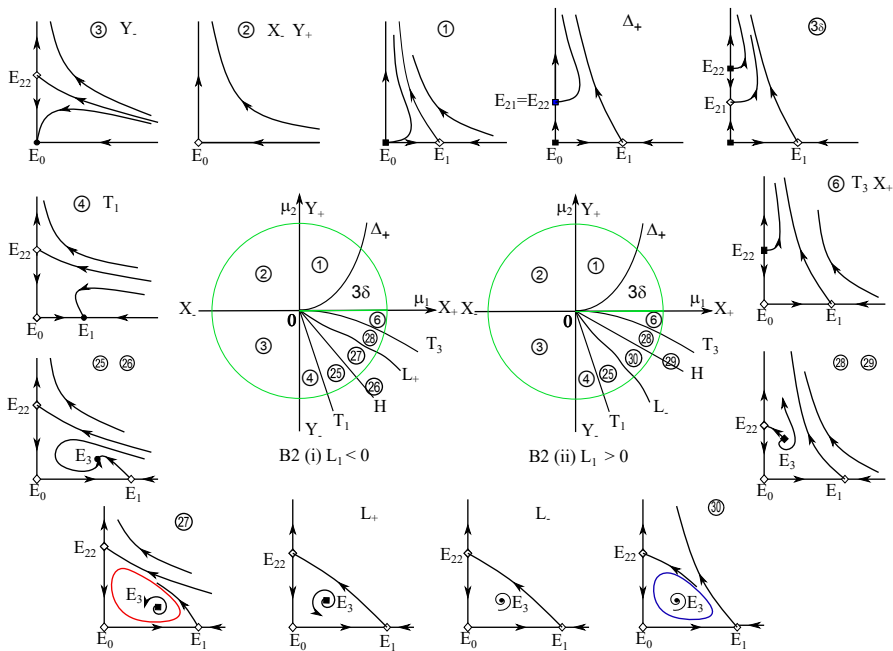 ③ Y₋
② X₋ Y₊
①
Δ₊
3δ
E₂₂
E₀
E₀
E₀
E₁
E₂₁=E₂₂
E₀
E₁
E₂₂
E₂₁
E₀
E₁
④ T₁
E₂₂
E₀
E₁
μ₂ Y₊
Δ₊
②
①
3δ
X₋
μ₁
X₊
0
⑥
T₃
㉘
③
㉗
L₊
④
㉕
㉖
H
T₁
Y₋
B2 (i) L₁ < 0
μ₂ Y₊
Δ₊
②
①
3δ
X₋
μ₁
X₊
0
⑥
T₃
㉘
③
㉚
㉙
H
④
㉕
L₋
T₁
Y₋
B2 (ii) L₁ > 0
⑥ T₃ X₊
E₂₂
E₀
E₁
㉕ ㉖
E₂₂
E₃
E₀
E₁
㉘ ㉙
E₂₂
E₃
E₀
E₁
㉗
E₂₂
E₃
E₀
E₁
L₊
E₂₂
E₃
E₀
E₁
L₋
E₂₂
E₃
E₀
E₁
㉚
E₂₂
E₃
E₀
E₁